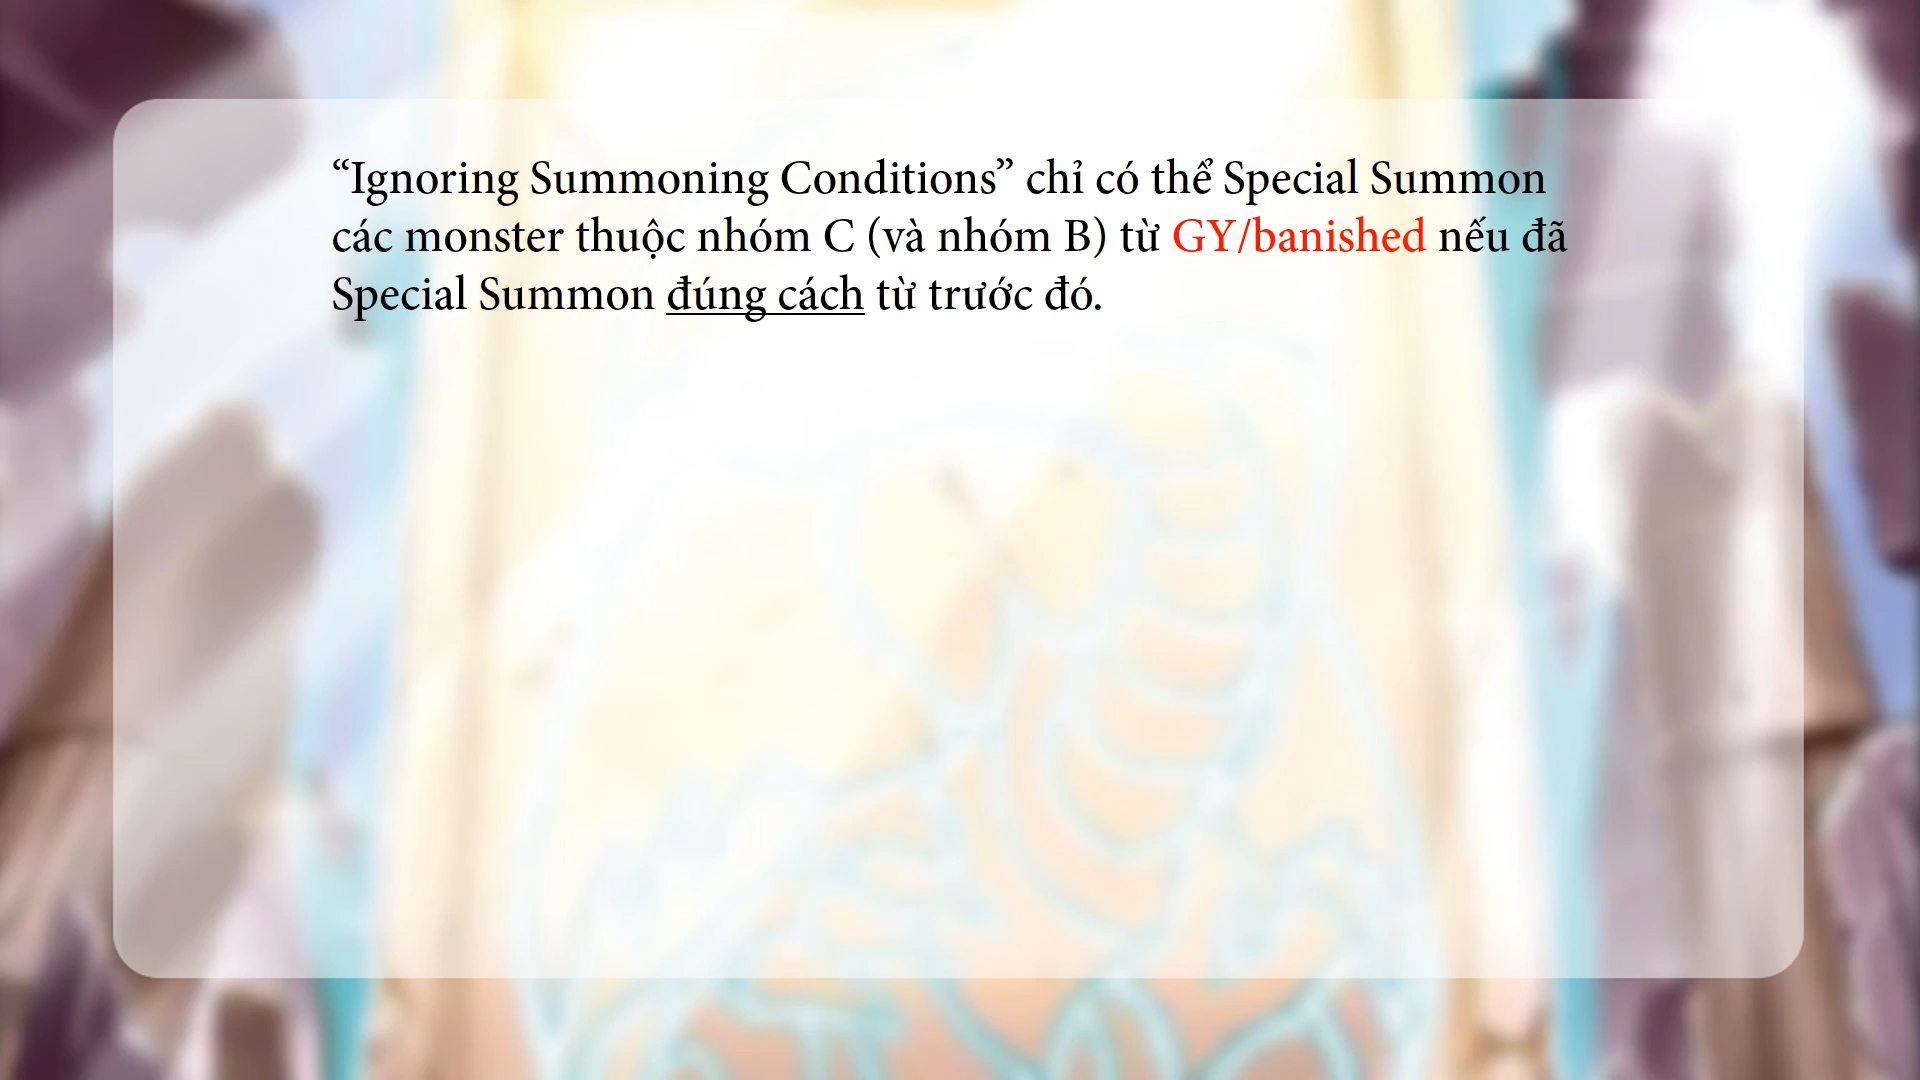 “Ignoring Summoning Conditions” chỉ có thể Special Summon
các monster thuộc nhóm C (và nhóm B) từ GY/banished nếu đã
Special Summon đúng cách từ trước đó.